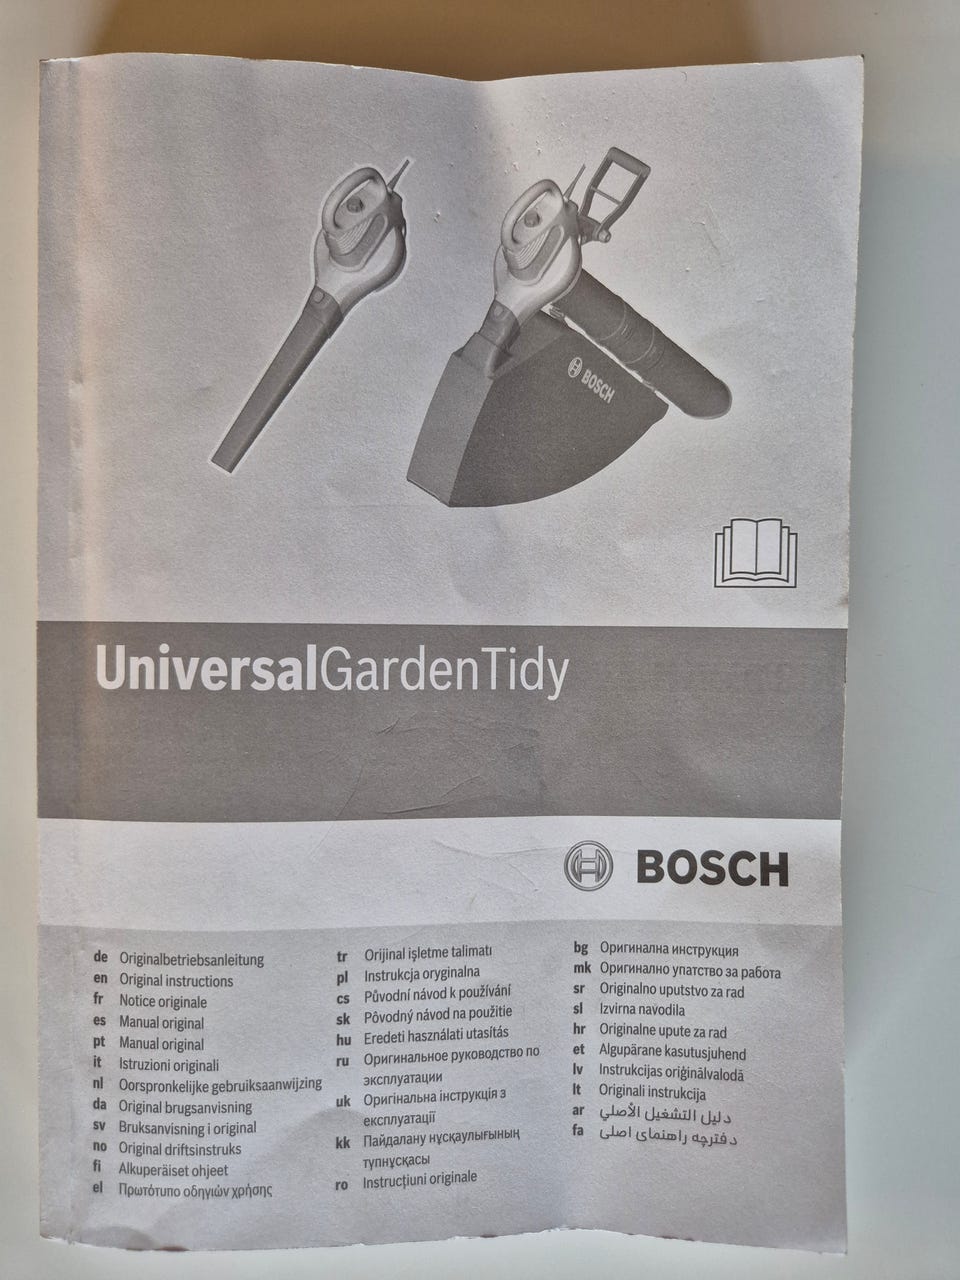 BOSCH
UniversalGardenTidy
BOSCH
de Originalbetriebsanleitung
en Original instructions
fr Notice originale
es Manual original
pt Manual original
it Istruzioni originali
nl Oorspronkelijke gebruiksaanwijzing
da Original brugsanvisning
sv Bruksanvisning i original
no Original driftsinstruks
fi Alkuperäiset ohjeet
el Πρωτότυπο οδηγιών χρήσης
tr Orijinal işletme talimatı
pl Instrukcja oryginalna
cs Původní návod k používání
sk Pôvodný návod na použitie
hu Eredeti használati utasítás
ru Оригинальное руководство по
эксплуатации
uk Оригінальна інструкція з
експлуатації
kk Пайдалану нұсқаулығының
түпнұсқасы
ro Instrucțiuni originale
bg Оригинална инструкция
mk Оригинално упатство за работа
sr Originalno uputstvo za rad
sl Izvirna navodila
hr Originalne upute za rad
et Algupärane kasutusjuhend
lv Instrukcijas oriģinālvalodā
lt Originali instrukcija
ar دليل التشغيل الأصلي
fa دفترچه راهنمای اصلی